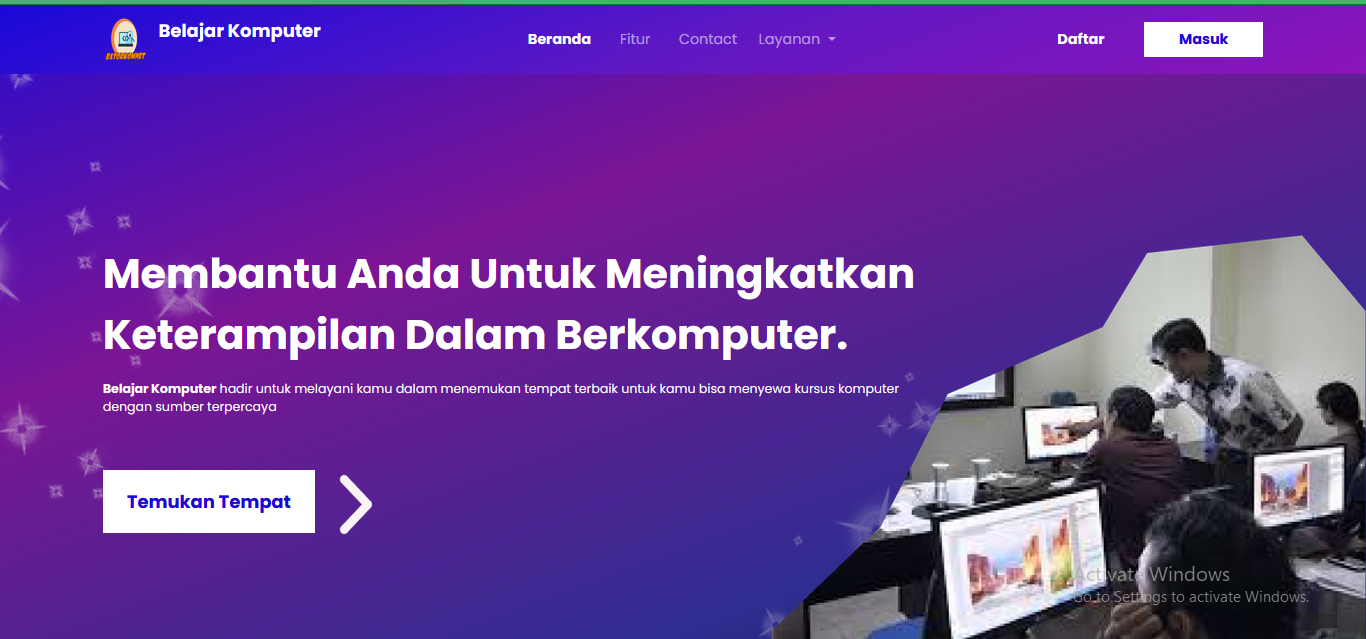 Belajar Komputer
Beranda
Fitur
Contact
Layanan
Daftar
Masuk
Membantu Anda Untuk Meningkatkan
Keterampilan Dalam Berkomputer.
Belajar Komputer hadir untuk melayani kamu dalam menemukan tempat terbaik untuk kamu bisa menyewa kursus komputer
dengan sumber terpercaya
Temukan Tempat
Activate Windows
Go to Settings to activate Windows.